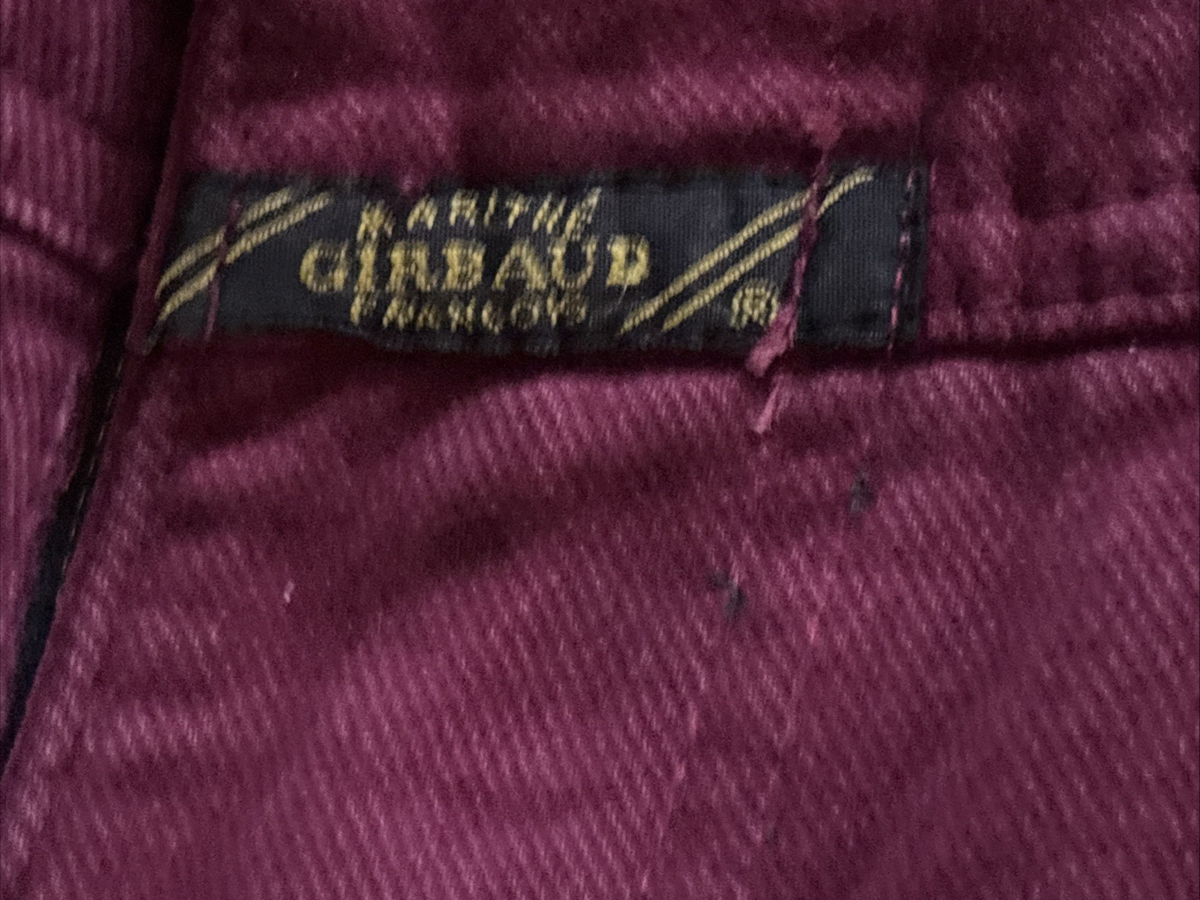 MARITHÉ
GIRBAUD
FRANÇOIS
®